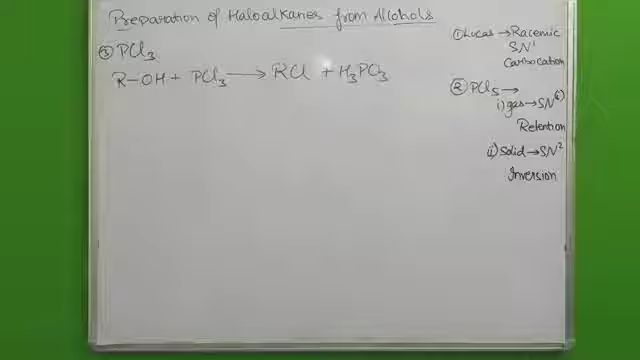 Preparation of Haloalkanes from Alcohols
③ PCl₃
R-OH + PCl₃ → RCl + H₃PO₃
① Lucas → Racemic
SN¹
Carbocation
② PCl₅ →
i) gas → SN⁽ⁱ⁾
Retention
ii) Solid → SN²
Inversion